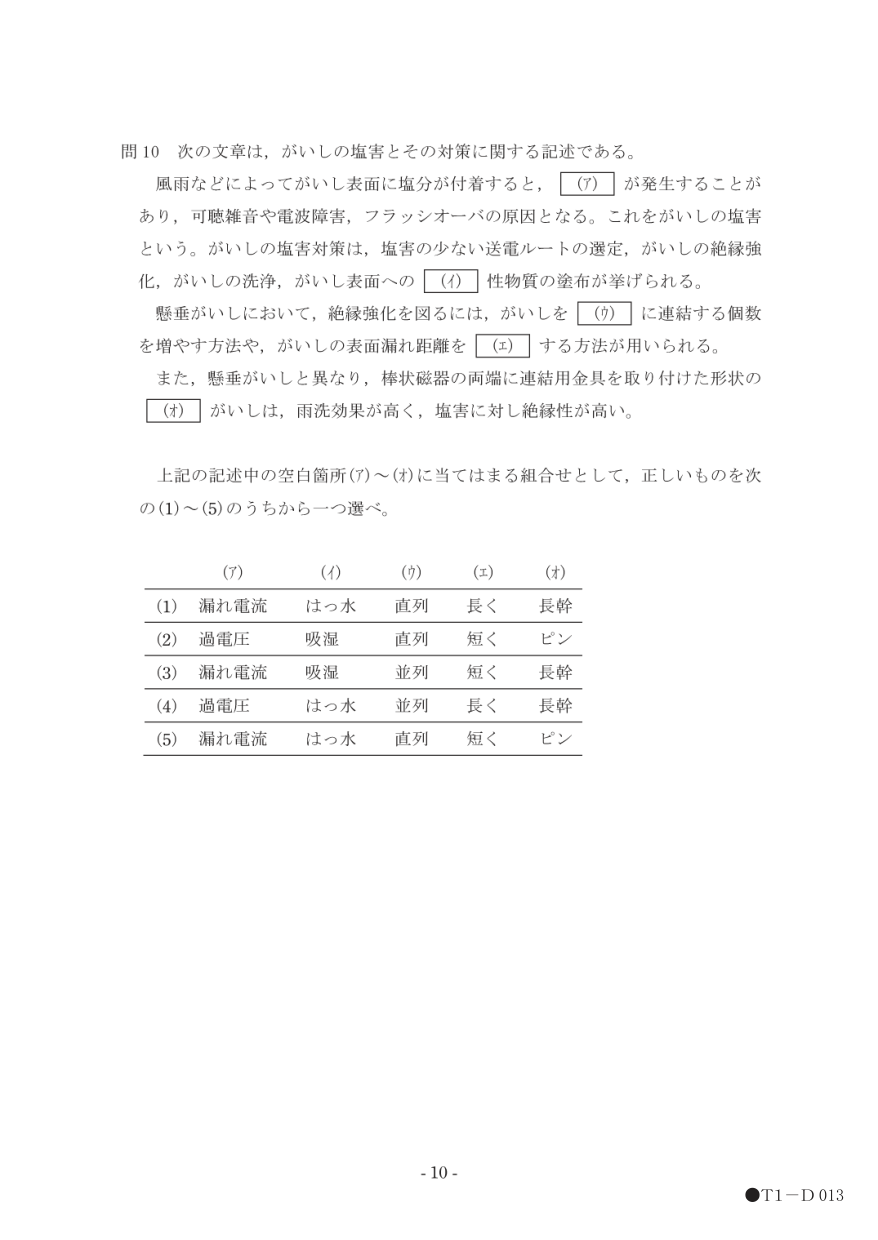 問 10　次の文章は，がいしの塩害とその対策に関する記述である。
風雨などによってがいし表面に塩分が付着すると， (ア) が発生することが
あり，可聴雑音や電波障害，フラッシオーバの原因となる。これをがいしの塩害
という。がいしの塩害対策は，塩害の少ない送電ルートの選定，がいしの絶縁強
化，がいしの洗浄，がいし表面への (イ) 性物質の塗布が挙げられる。
懸垂がいしにおいて，絶縁強化を図るには，がいしを (ウ) に連結する個数
を増やす方法や，がいしの表面漏れ距離を (エ) する方法が用いられる。
また，懸垂がいしと異なり，棒状磁器の両端に連結用金具を取り付けた形状の
(オ) がいしは，雨洗効果が高く，塩害に対し絶縁性が高い。
上記の記述中の空白箇所(ア)～(オ)に当てはまる組合せとして，正しいものを次
の(1)～(5)のうちから一つ選べ。
(ア) (イ) (ウ) (エ) (オ)
(1) 漏れ電流 はっ水 直列 長く 長幹
(2) 過電圧 吸湿 直列 短く ピン
(3) 漏れ電流 吸湿 並列 短く 長幹
(4) 過電圧 はっ水 並列 長く 長幹
(5) 漏れ電流 はっ水 直列 短く ピン
- 10 -
●T1－D 013